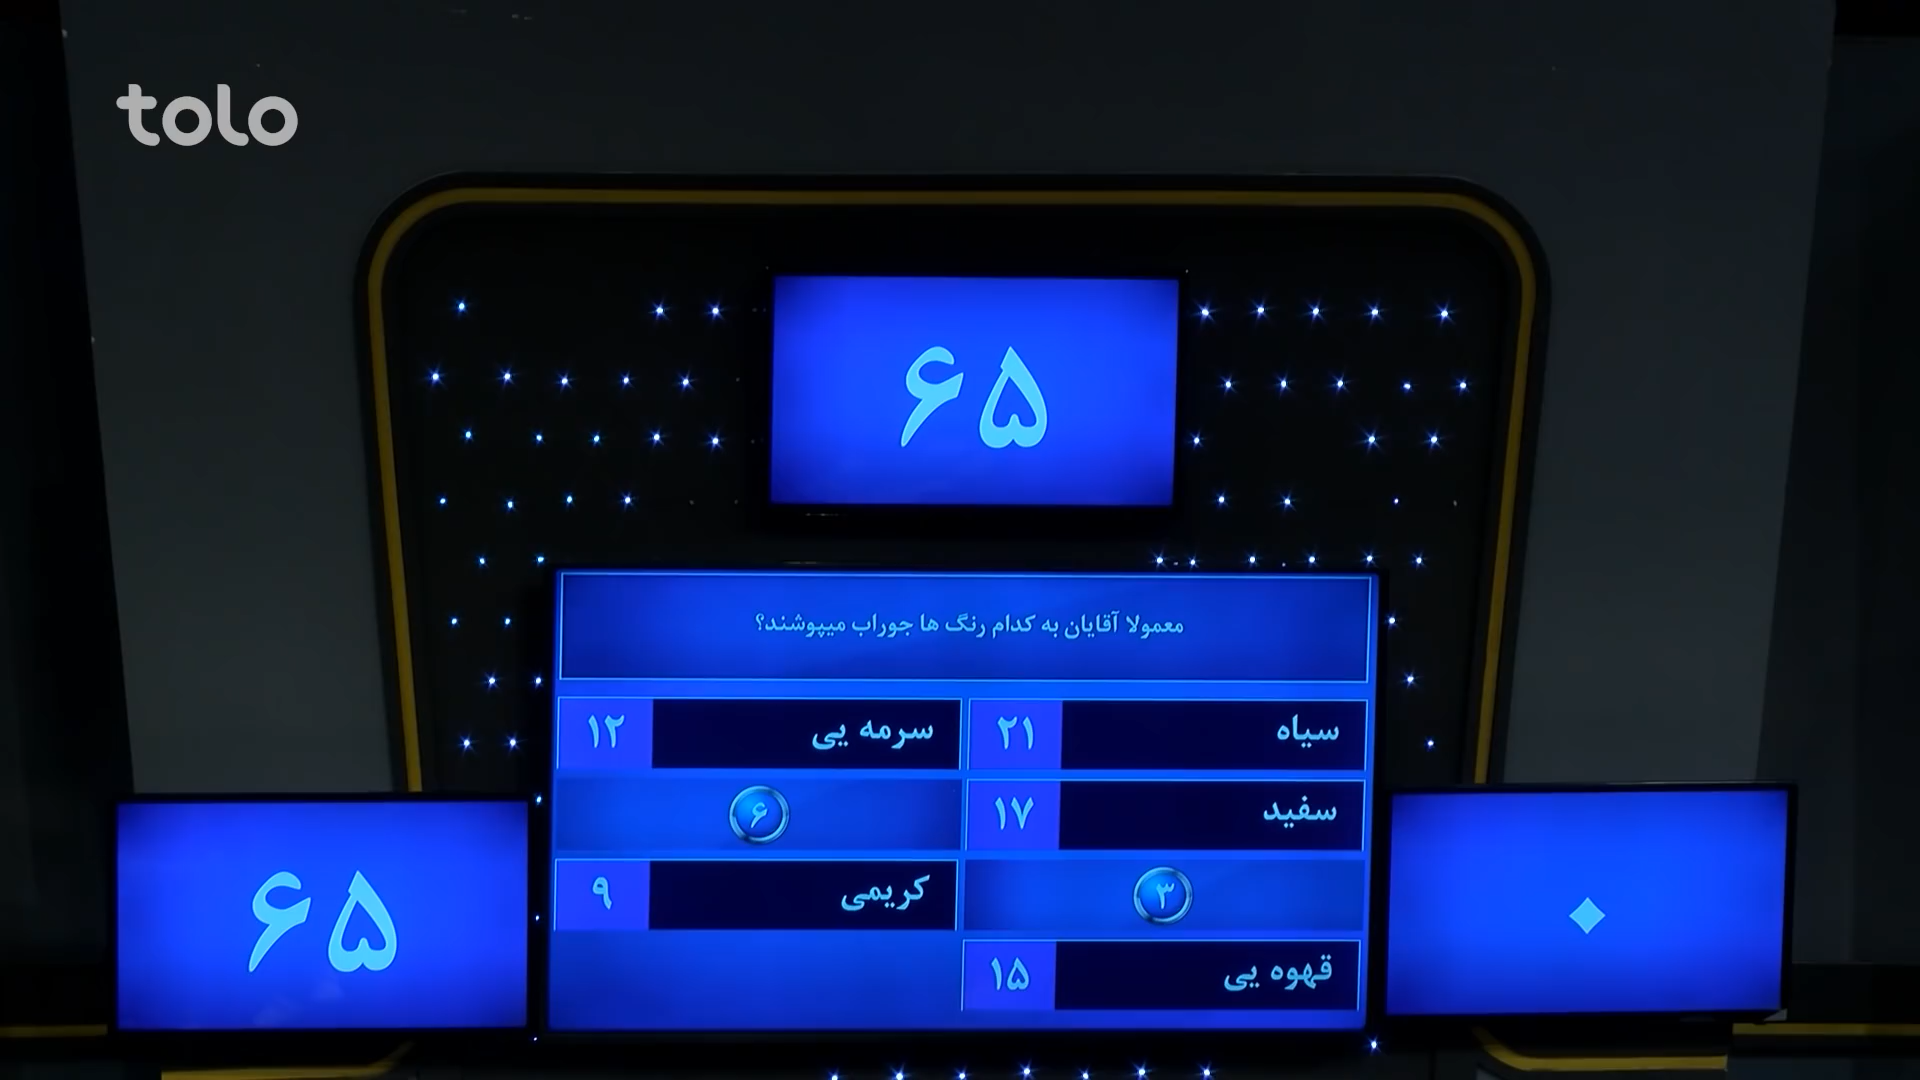 tolo
۶۵
معمولا آقایان به کدام رنگ ها جوراب میپوشند؟
سیاه ۲۱
سفید ۱۷
۳
قهوه یی ۱۵
سرمه یی ۱۲
۶
کریمی ۹
۶۵
۰